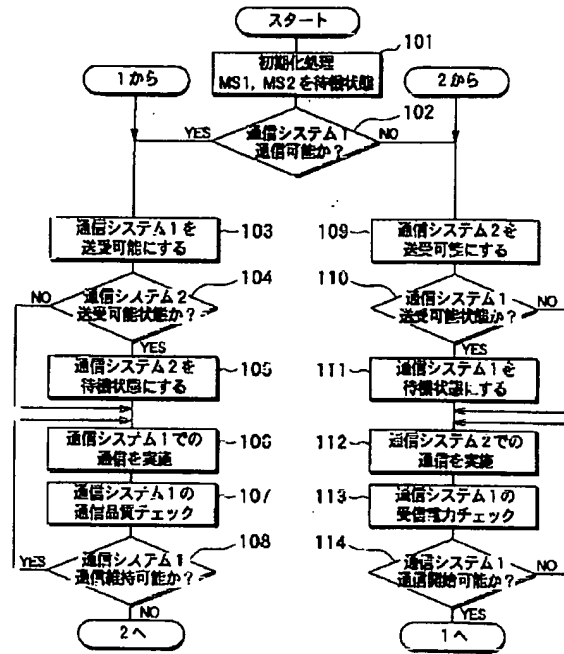 スタート
初期化処理
MS1, MS2を待機状態
101
1から
2から
通信システム1
通信可能か?
102
YES
NO
通信システム1を
送受可能にする
103
通信システム2を
送受可能にする
109
通信システム2
送受可能状態か?
104
NO
YES
通信システム1
送受可能状態か?
110
NO
YES
通信システム2を
待機状態にする
105
通信システム1を
待機状態にする
111
通信システム1での
通信を実施
106
通信システム2での
通信を実施
112
通信システム1の
通信品質チェック
107
通信システム1の
受信電力チェック
113
通信システム1
通信維持可能か?
108
YES
NO
通信システム1
通信開始可能か?
114
NO
YES
2へ
1へ